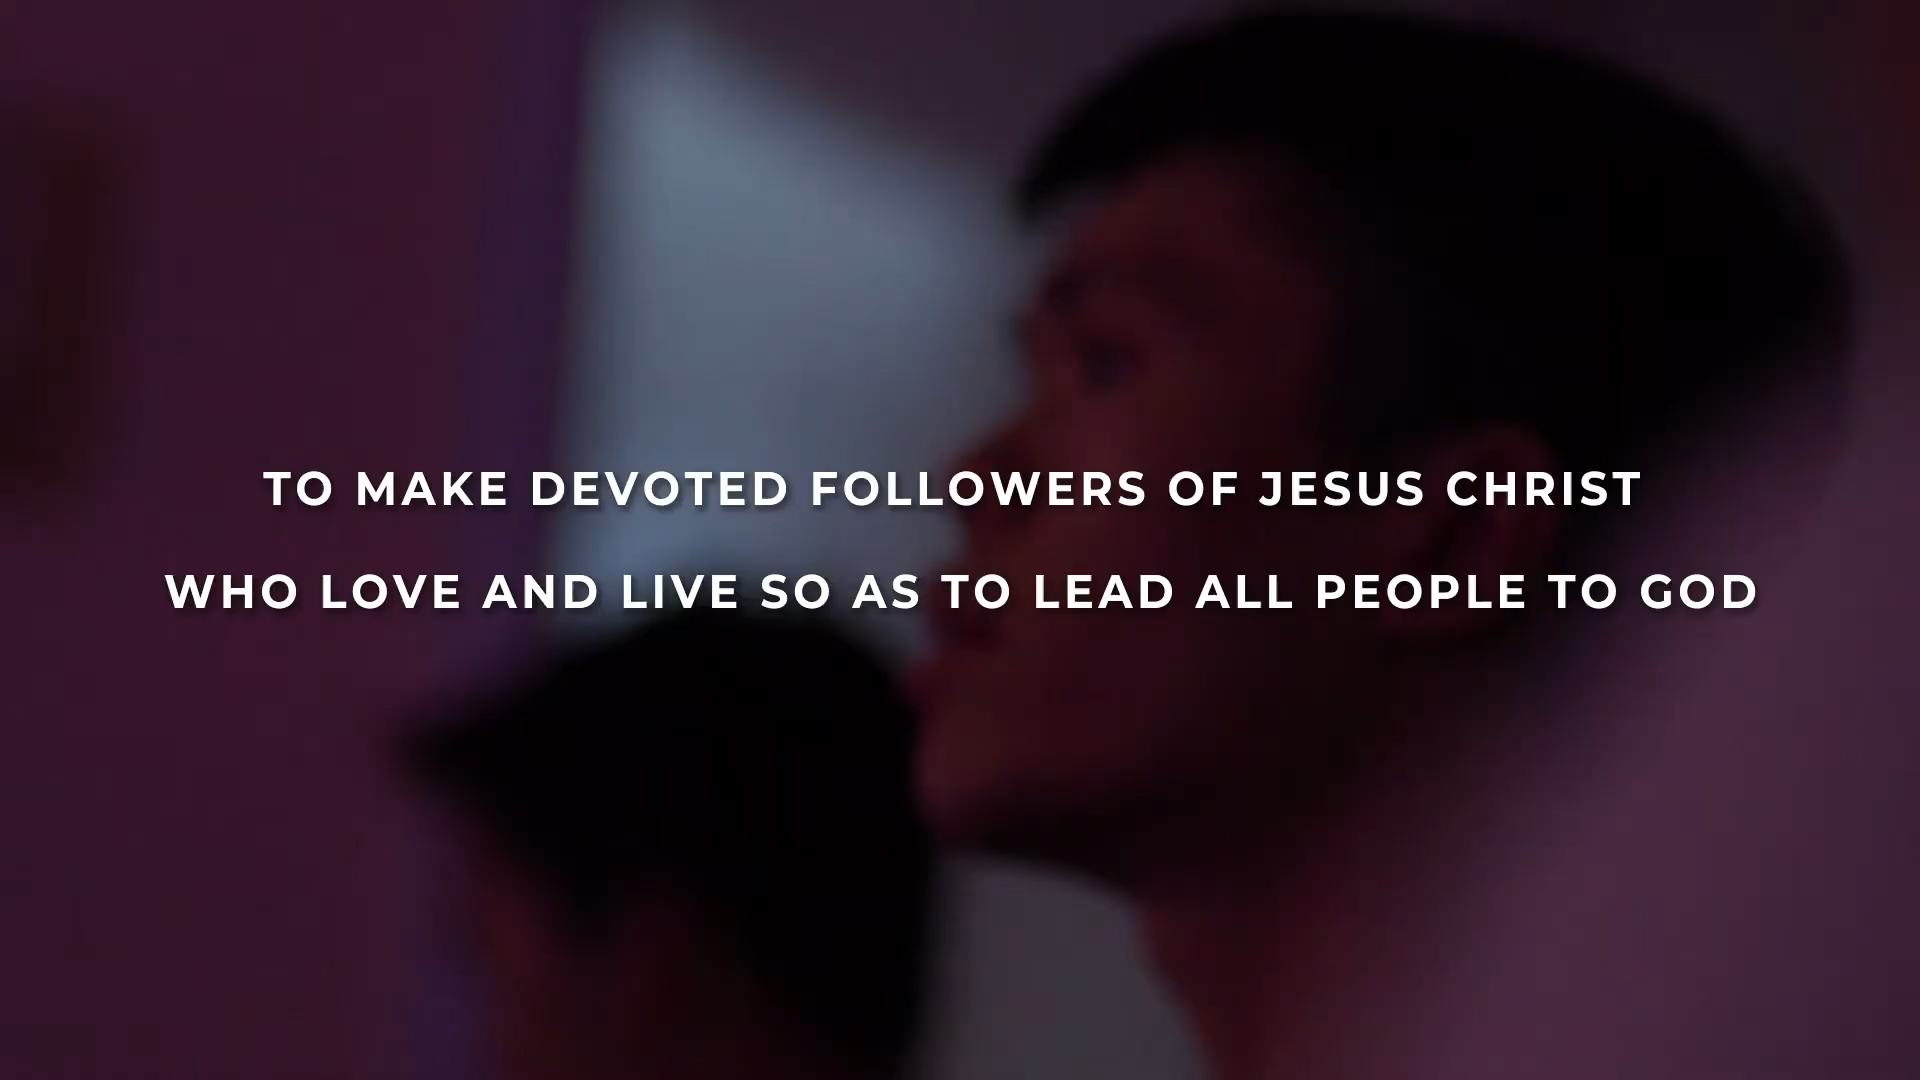 TO MAKE DEVOTED FOLLOWERS OF JESUS CHRIST
WHO LOVE AND LIVE SO AS TO LEAD ALL PEOPLE TO GOD